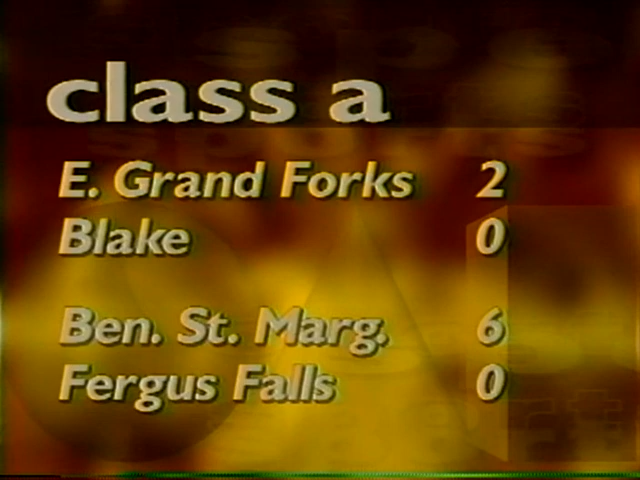 class a
E. Grand Forks 2
Blake 0
Ben. St. Marg. 6
Fergus Falls 0